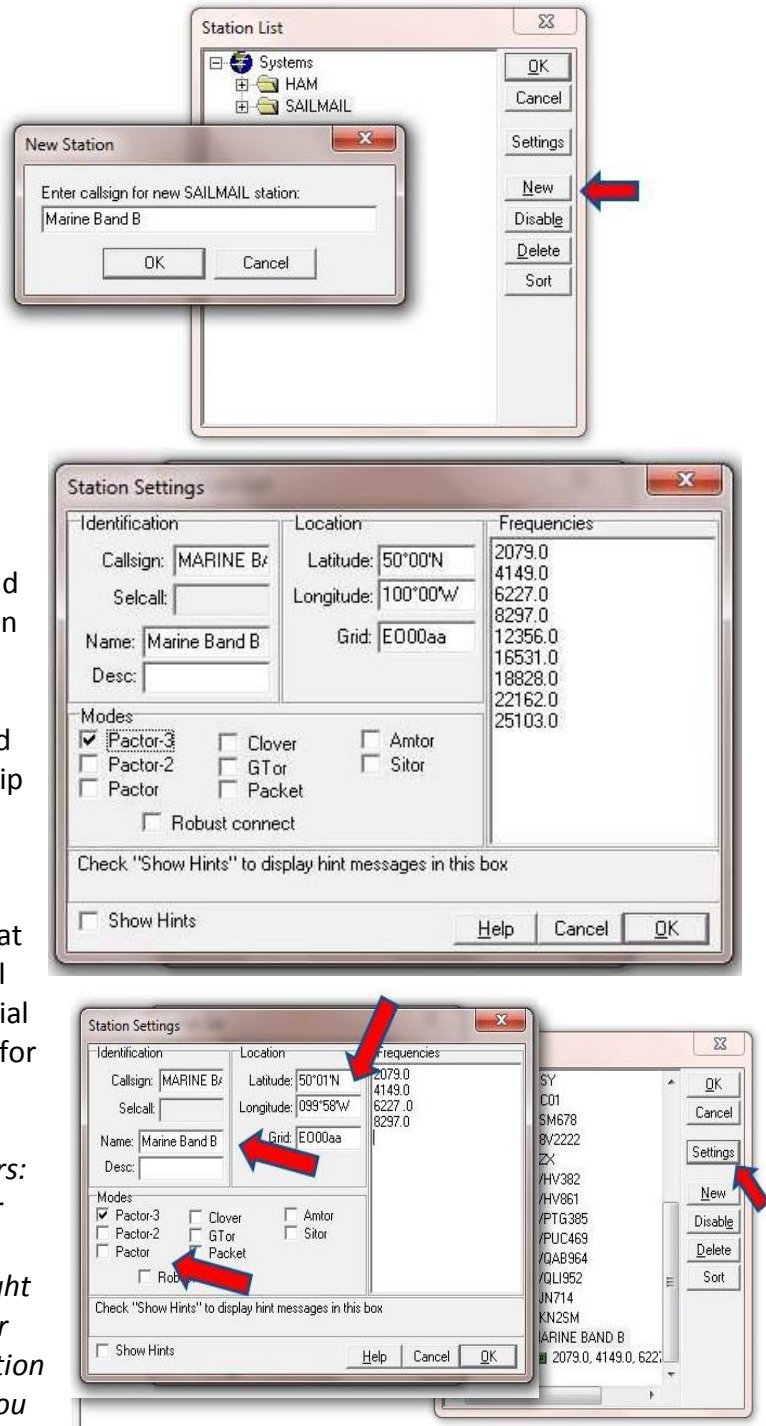 Station List
Systems
HAM
SAILMAIL
OK
Cancel
Settings
New
Disable
Delete
Sort
New Station
Enter callsign for new SAILMAIL station:
Marine Band B
OK
Cancel
Station Settings
Identification
Callsign: MARINE BA
Selcall:
Name: Marine Band B
Desc:
Location
Latitude: 50°00'N
Longitude: 100°00'W
Grid: EO00aa
Frequencies
2079.0
4149.0
6227.0
8297.0
12356.0
16531.0
18828.0
22162.0
25103.0
Modes
Pactor-3
Pactor-2
Pactor
Clover
GTor
Packet
Amtor
Sitor
Robust connect
Check "Show Hints" to display hint messages in this box
Show Hints
Help
Cancel
OK
d
n
d
ip
at
l
ial
for
rs:
r
ght
r
tion
ou
Station Settings
Identification
Callsign: MARINE BA
Selcall:
Name: Marine Band B
Desc:
Location
Latitude: 50°01'N
Longitude: 099°58'W
Grid: EO00aa
Frequencies
2079.0
4149.0
6227 .0
8297.0
Modes
Pactor-3
Pactor-2
Pactor
Clover
GTor
Packet
Amtor
Sitor
Check "Show Hints" to display hint messages in this box
Show Hints
Help
Cancel
OK
SY
C01
SM678
8V2222
ZX
HV382
HV861
PTG385
PUC469
QAB964
QLI952
JN714
KN2SM
ARINE BAND B
2079.0, 4149.0, 622
OK
Cancel
Settings
New
Disable
Delete
Sort